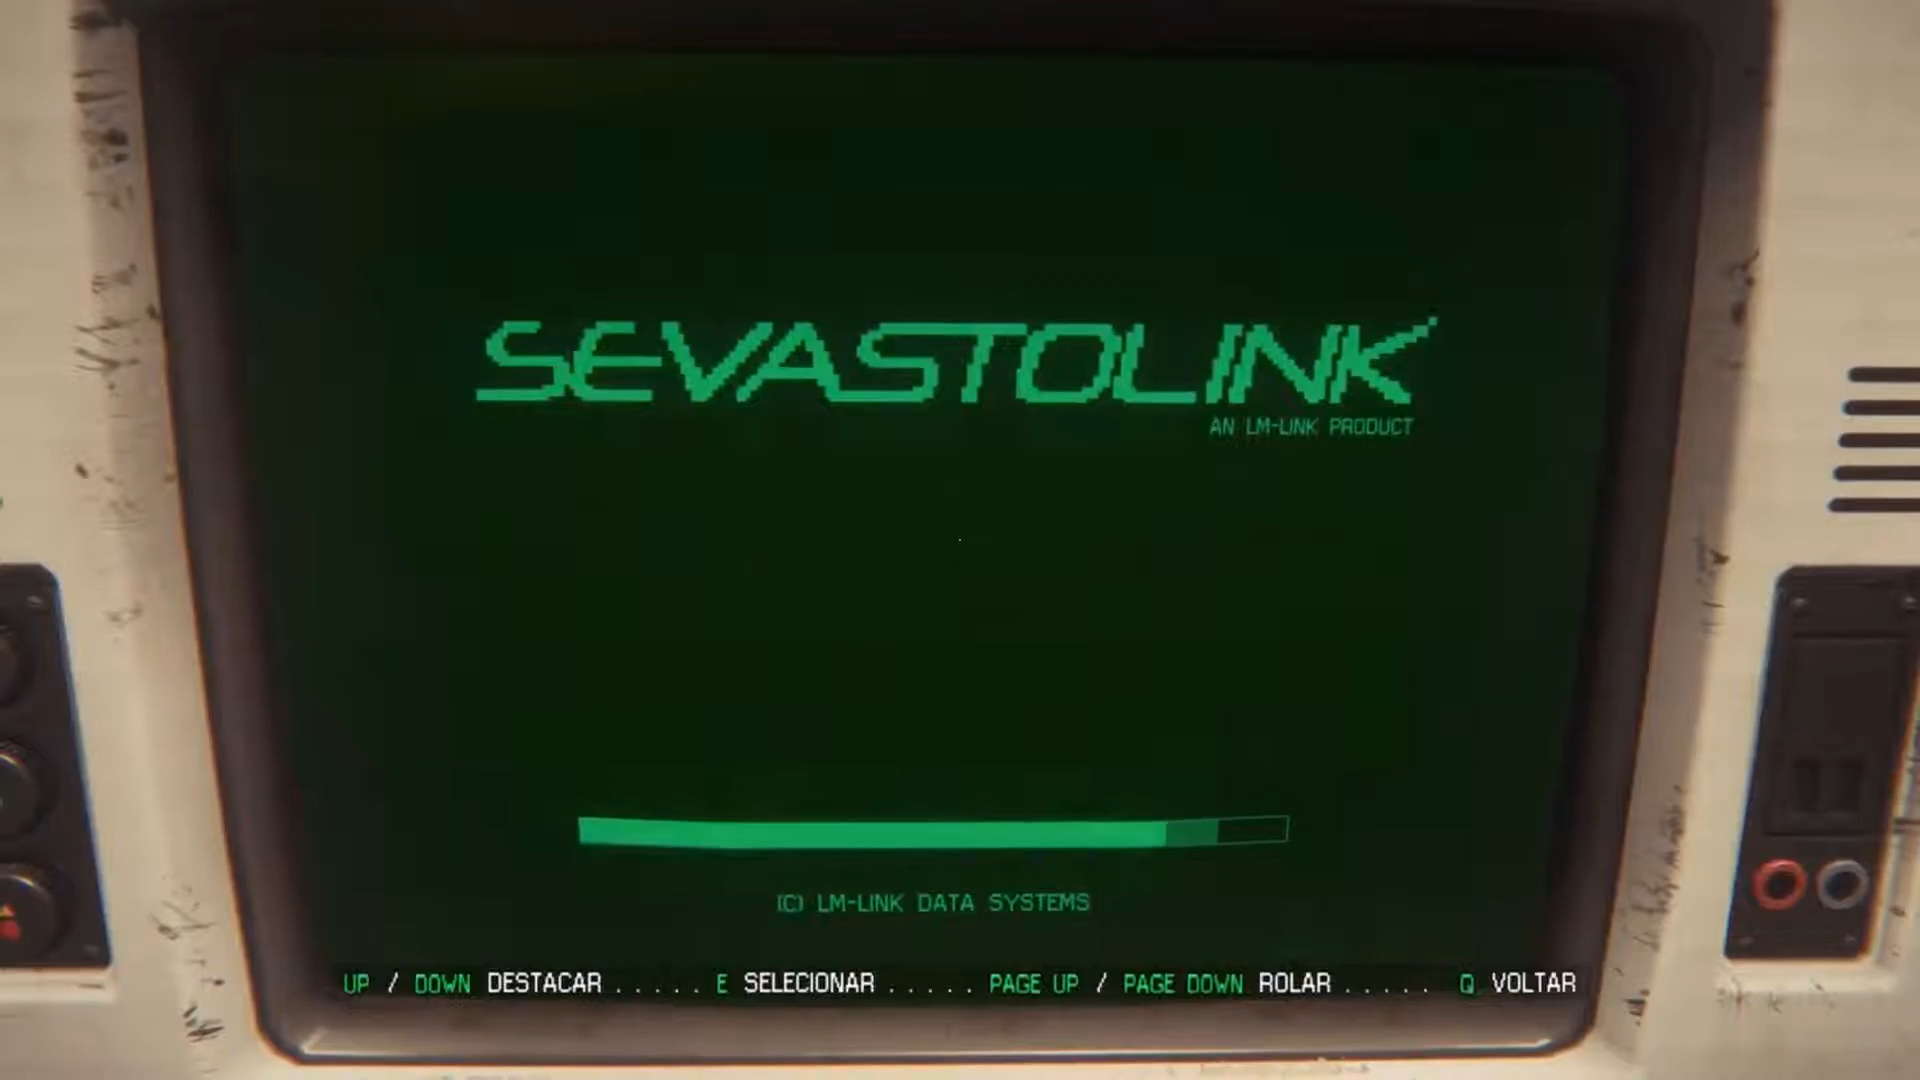 SEVASTOLINK
AN LM-LINK PRODUCT
(C) LM-LINK DATA SYSTEMS
UP / DOWN DESTACAR ..... E SELECIONAR ..... PAGE UP / PAGE DOWN ROLAR ..... Q VOLTAR